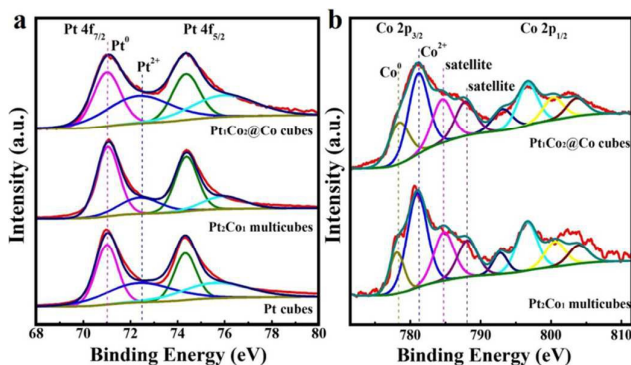 a
Pt 4f7/2
Pt 4f5/2
Pt⁰
Pt²⁺
Pt₁Co₂@Co cubes
Pt₂Co₁ multicubes
Pt cubes
68 70 72 74 76 78 80
Binding Energy (eV)
Intensity (a.u.)
b
Co 2p3/2
Co 2p1/2
Co⁰
Co²⁺
satellite
satellite
Pt₁Co₂@Co cubes
Pt₂Co₁ multicubes
780 790 800 810
Binding Energy (eV)
Intensity (a.u.)